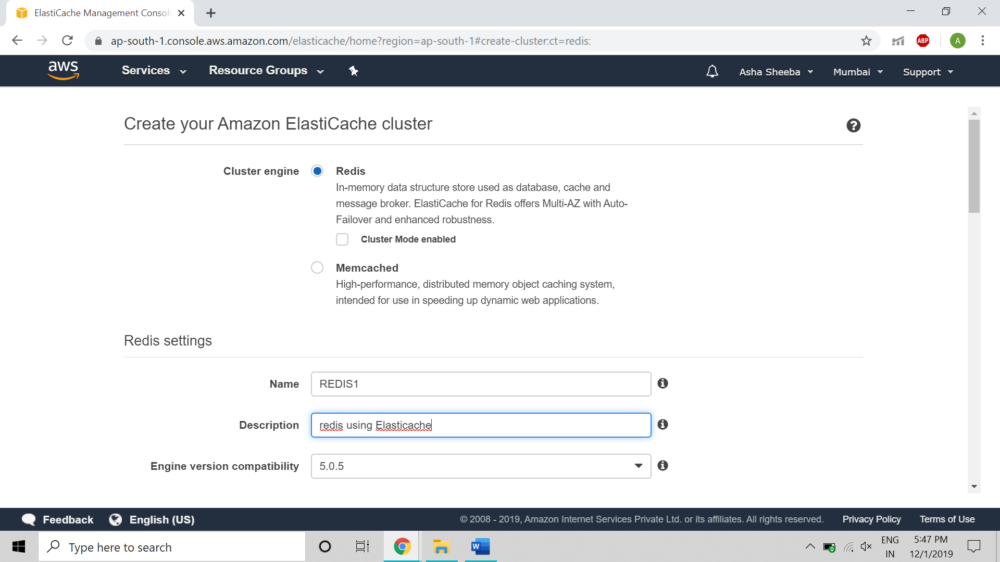 ElastiCache Management Consol
ap-south-1.console.aws.amazon.com/elasticache/home?region=ap-south-1#create-cluster:ct=redis:
ABP
A
aws
Services
Resource Groups
Asha Sheeba
Mumbai
Support
Create your Amazon ElastiCache cluster
?
Cluster engine
Redis
In-memory data structure store used as database, cache and
message broker. ElastiCache for Redis offers Multi-AZ with Auto-
Failover and enhanced robustness.
Cluster Mode enabled
Memcached
High-performance, distributed memory object caching system,
intended for use in speeding up dynamic web applications.
Redis settings
Name
REDIS1
i
Description
redis using Elasticache
i
Engine version compatibility
5.0.5
i
Feedback
English (US)
© 2008 - 2019, Amazon Internet Services Private Ltd. or its affiliates. All rights reserved.
Privacy Policy
Terms of Use
Type here to search
W
ENG
IN
5:47 PM
12/1/2019